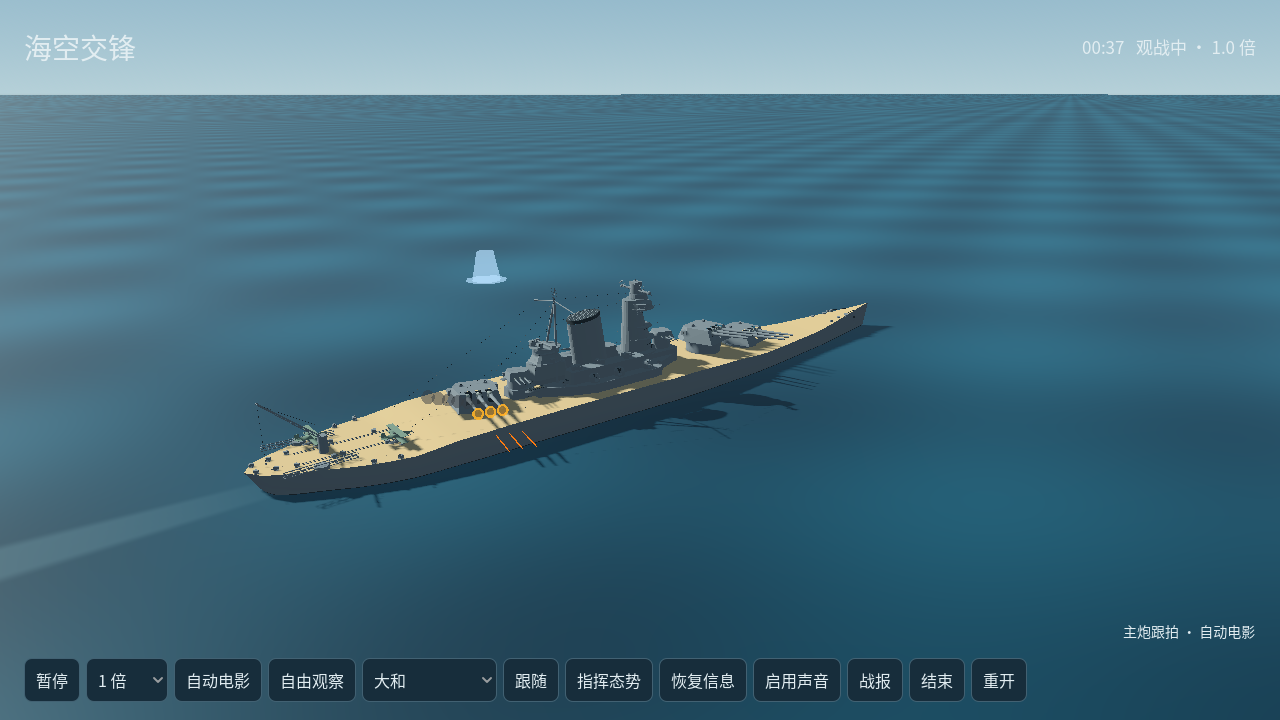 海空交锋
00:37 观战中 · 1.0 倍
主炮跟拍 · 自动电影
暂停 1 倍 自动电影 自由观察 大和 跟随 指挥态势 恢复信息 启用声音 战报 结束 重开